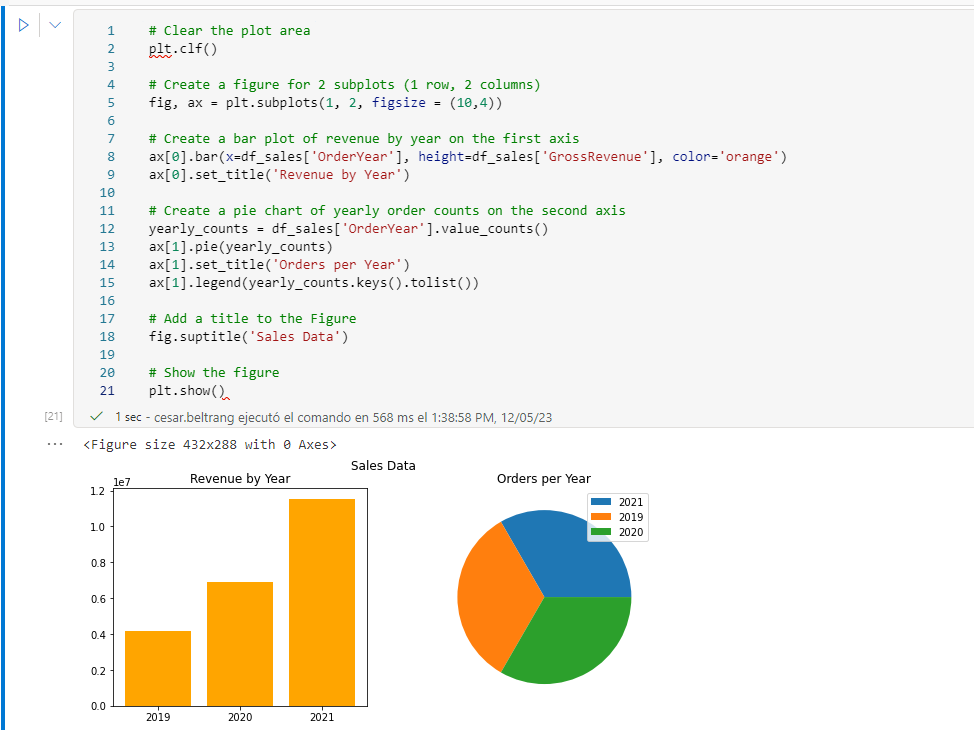 1 # Clear the plot area
2 plt.clf()
3
4 # Create a figure for 2 subplots (1 row, 2 columns)
5 fig, ax = plt.subplots(1, 2, figsize = (10,4))
6
7 # Create a bar plot of revenue by year on the first axis
8 ax[0].bar(x=df_sales['OrderYear'], height=df_sales['GrossRevenue'], color='orange')
9 ax[0].set_title('Revenue by Year')
10
11 # Create a pie chart of yearly order counts on the second axis
12 yearly_counts = df_sales['OrderYear'].value_counts()
13 ax[1].pie(yearly_counts)
14 ax[1].set_title('Orders per Year')
15 ax[1].legend(yearly_counts.keys().tolist())
16
17 # Add a title to the Figure
18 fig.suptitle('Sales Data')
19
20 # Show the figure
21 plt.show()
[21] 1 sec - cesar.beltrang ejecutó el comando en 568 ms el 1:38:58 PM, 12/05/23
<Figure size 432x288 with 0 Axes>
Sales Data
Revenue by Year
1e7
1.2
1.0
0.8
0.6
0.4
0.2
0.0
2019 2020 2021
Orders per Year
2021
2019
2020